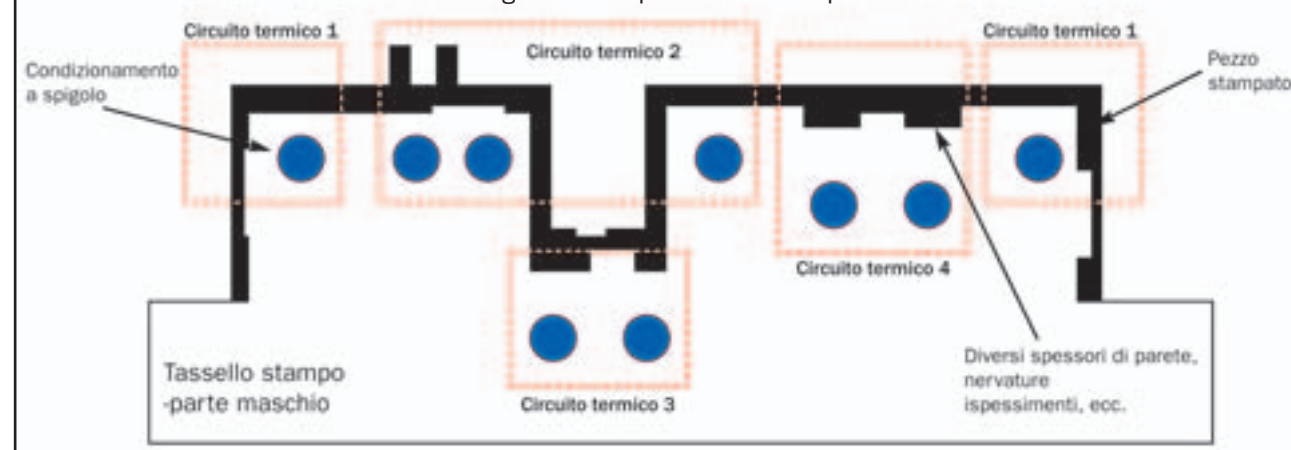 Circuito termico 1
Circuito termico 2
Circuito termico 1
Condizionamento
a spigolo
Pezzo
stampato
Circuito termico 4
Circuito termico 3
Tassello stampo
-parte maschio
Diversi spessori di parete,
nervature
ispessimenti, ecc.